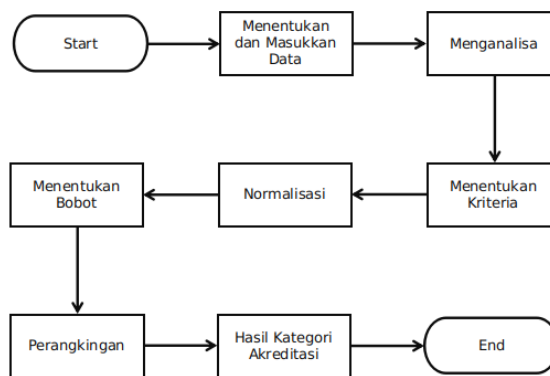 Start
Menentukan
dan Masukkan
Data
Menganalisa
Menentukan
Kriteria
Normalisasi
Menentukan
Bobot
Perangkingan
Hasil Kategori
Akreditasi
End